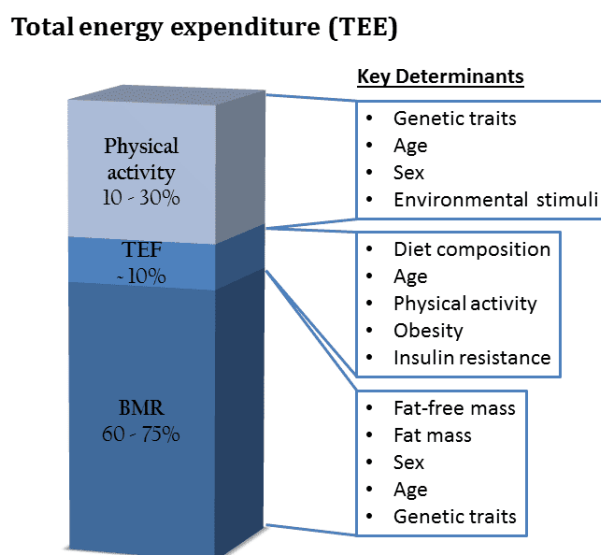 Total energy expenditure (TEE)
Key Determinants
Physical
activity
10 - 30%
• Genetic traits
• Age
• Sex
• Environmental stimuli
TEF
~10%
• Diet composition
• Age
• Physical activity
• Obesity
• Insulin resistance
BMR
60 - 75%
• Fat-free mass
• Fat mass
• Sex
• Age
• Genetic traits